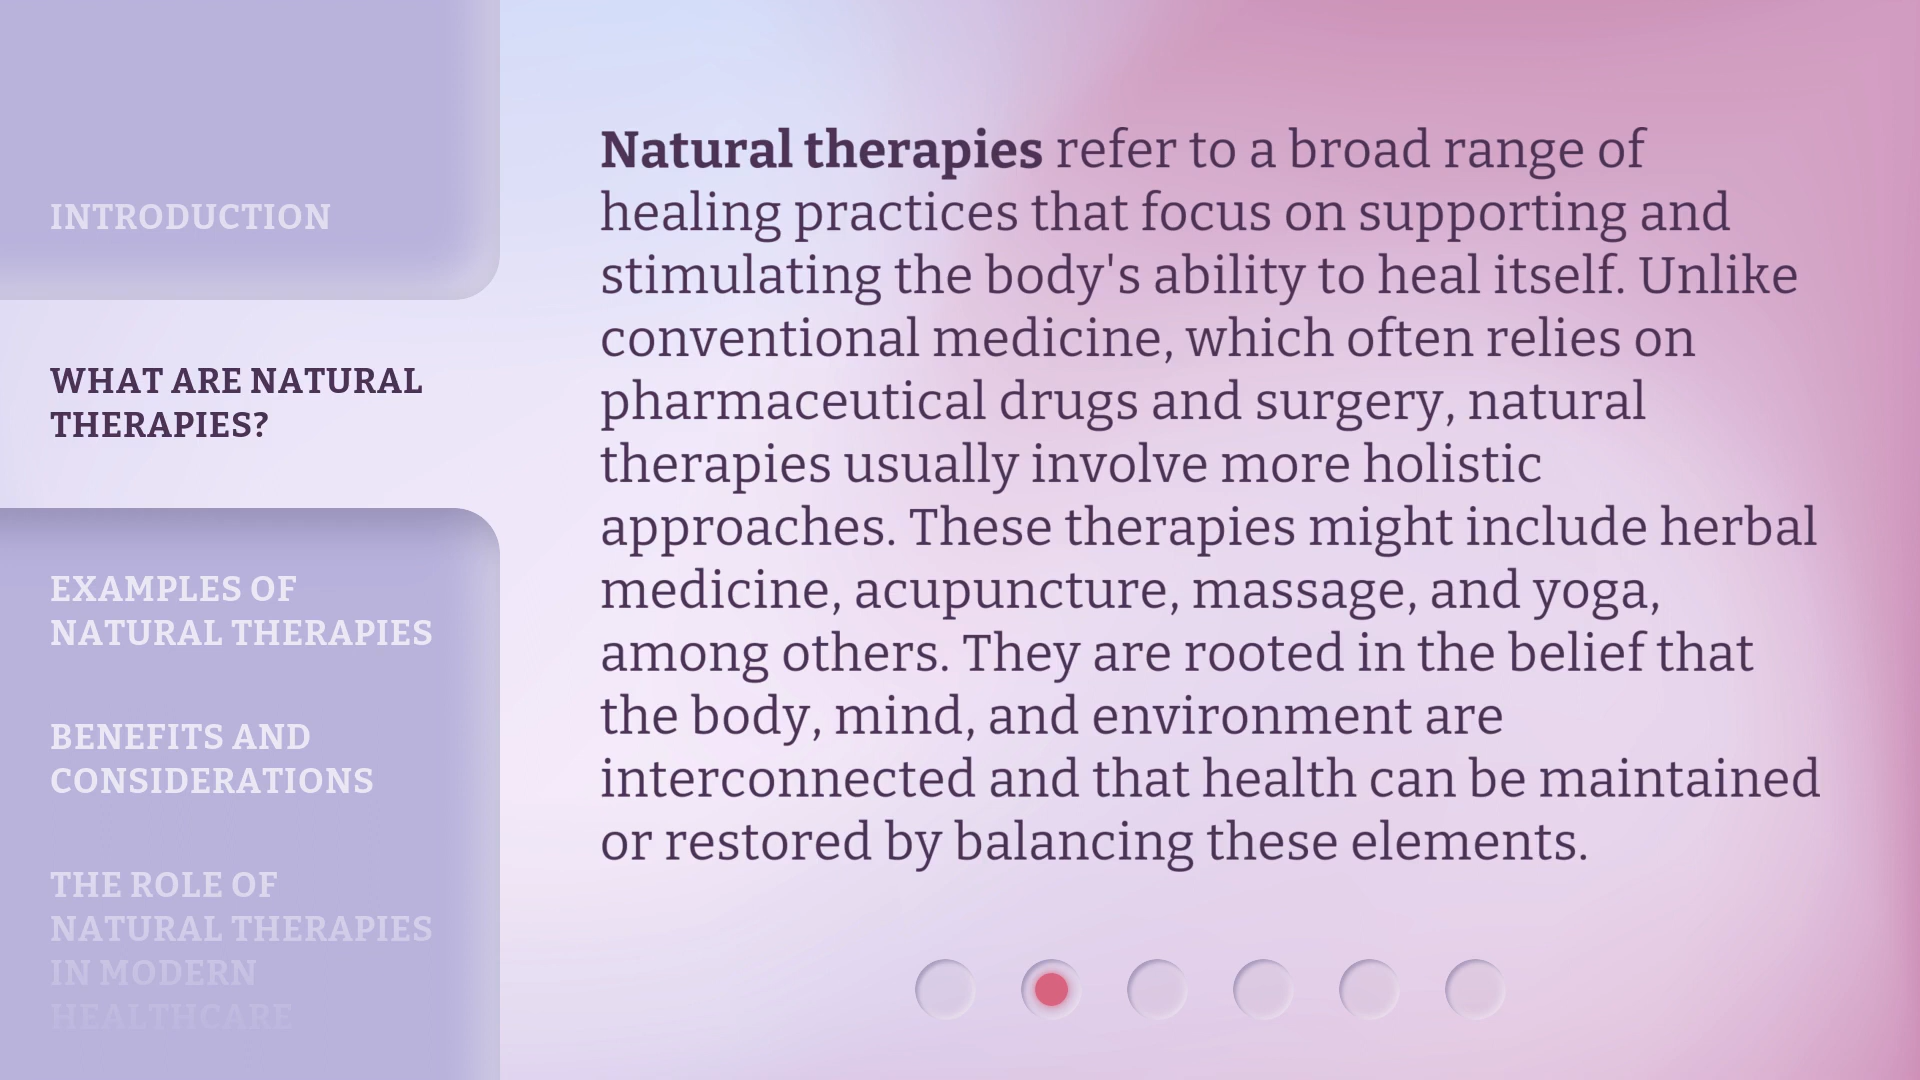 INTRODUCTION
WHAT ARE NATURAL
THERAPIES?
EXAMPLES OF
NATURAL THERAPIES
BENEFITS AND
CONSIDERATIONS
THE ROLE OF
NATURAL THERAPIES
IN MODERN
HEALTHCARE
Natural therapies refer to a broad range of
healing practices that focus on supporting and
stimulating the body's ability to heal itself. Unlike
conventional medicine, which often relies on
pharmaceutical drugs and surgery, natural
therapies usually involve more holistic
approaches. These therapies might include herbal
medicine, acupuncture, massage, and yoga,
among others. They are rooted in the belief that
the body, mind, and environment are
interconnected and that health can be maintained
or restored by balancing these elements.